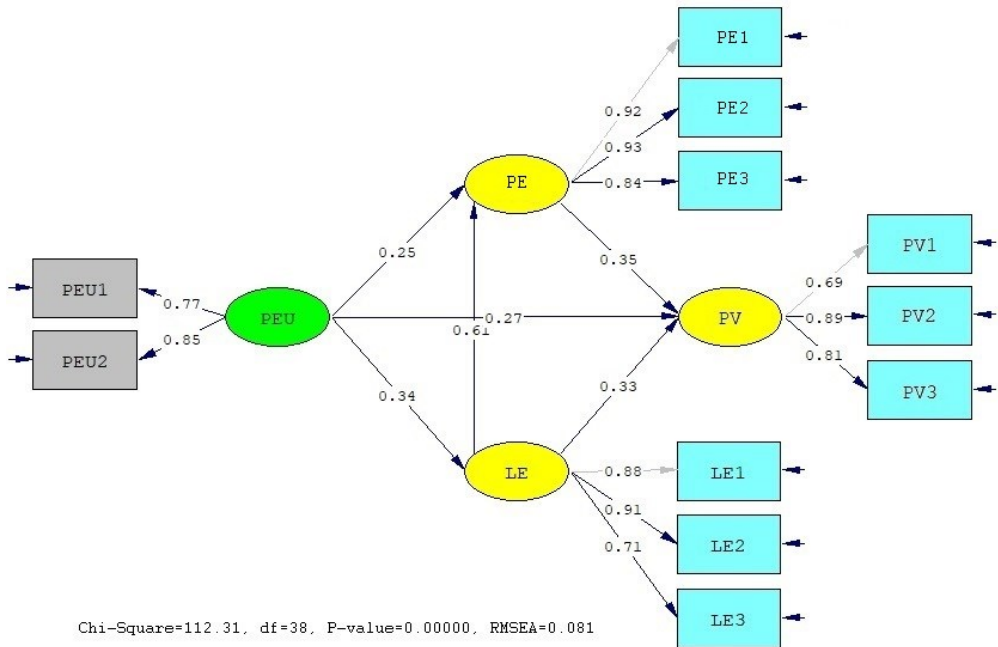 PE1
0.92
PE2
0.93
PE
PE3
0.84
0.25
0.35
PV1
0.69
PEU1
0.77
PEU
0.27
0.61
PV
0.89
PV2
PEU2
0.85
0.81
PV3
0.34
0.33
LE
0.88
LE1
0.91
LE2
0.71
LE3
Chi-Square=112.31, df=38, P-value=0.00000, RMSEA=0.081